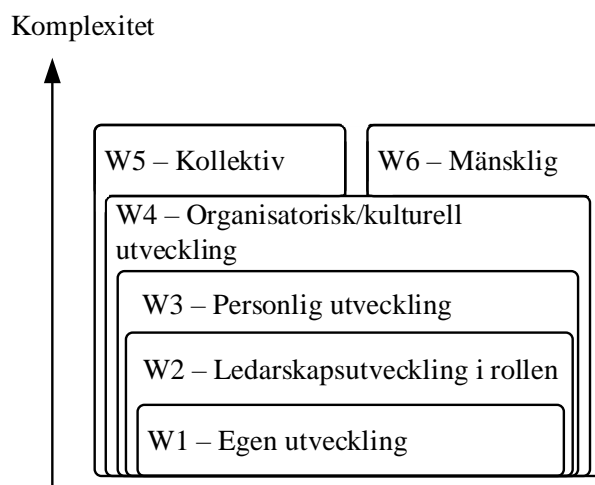 Komplexitet
W5 – Kollektiv
W6 – Mänsklig
W4 – Organisatorisk/kulturell
utveckling
W3 – Personlig utveckling
W2 – Ledarskapsutveckling i rollen
W1 – Egen utveckling